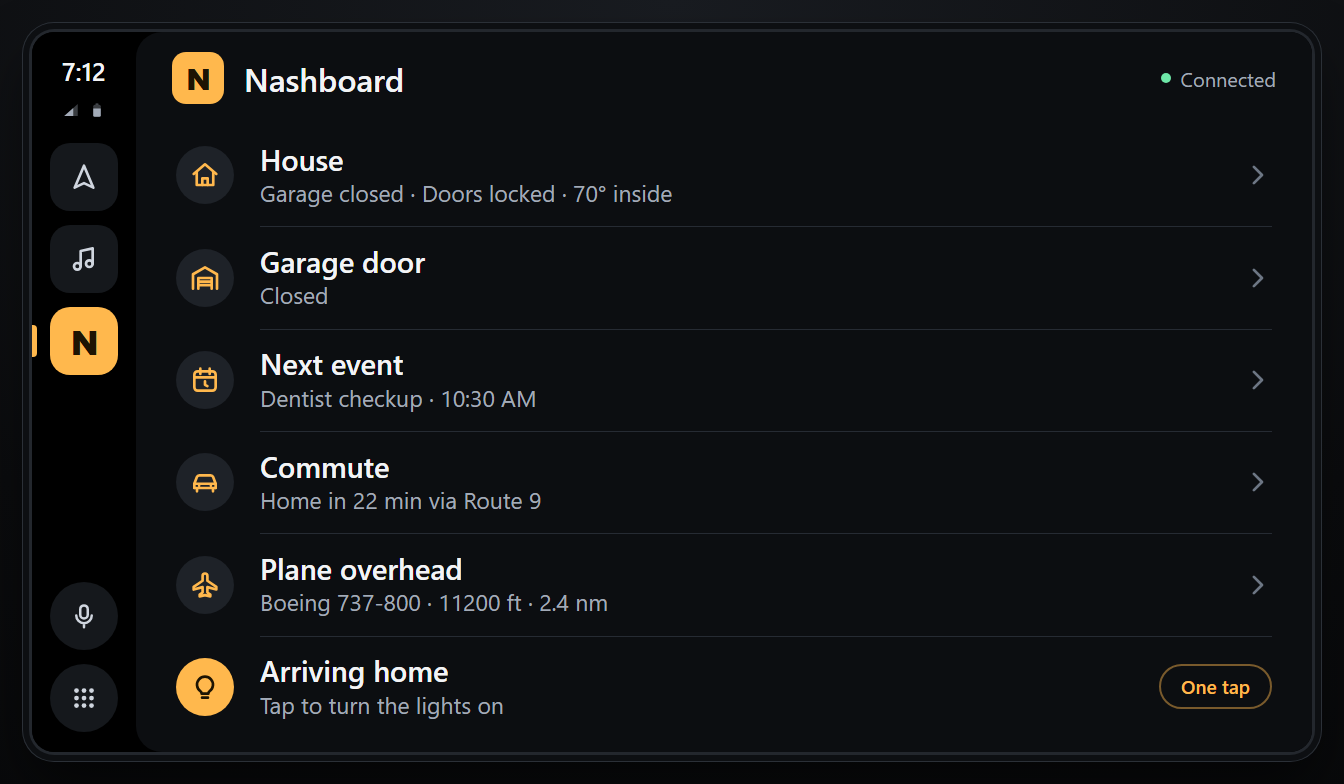 7:12
N
Nashboard
Connected
House
Garage closed · Doors locked · 70° inside
Garage door
Closed
N
Next event
Dentist checkup · 10:30 AM
Commute
Home in 22 min via Route 9
Plane overhead
Boeing 737-800 · 11200 ft · 2.4 nm
Arriving home
Tap to turn the lights on
One tap